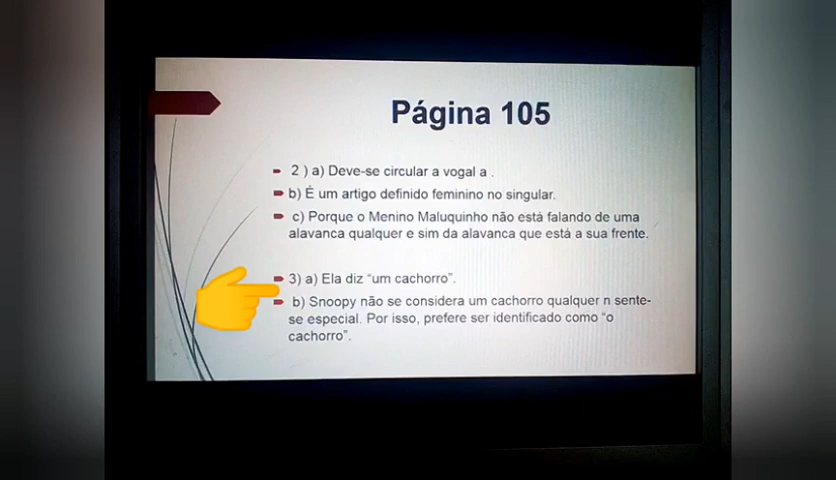 Página 105
2 ) a) Deve-se circular a vogal a .
b) É um artigo definido feminino no singular.
c) Porque o Menino Maluquinho não está falando de uma
alavanca qualquer e sim da alavanca que está a sua frente.
3) a) Ela diz “um cachorro”.
b) Snoopy não se considera um cachorro qualquer n sente-
se especial. Por isso, prefere ser identificado como “o
cachorro”.